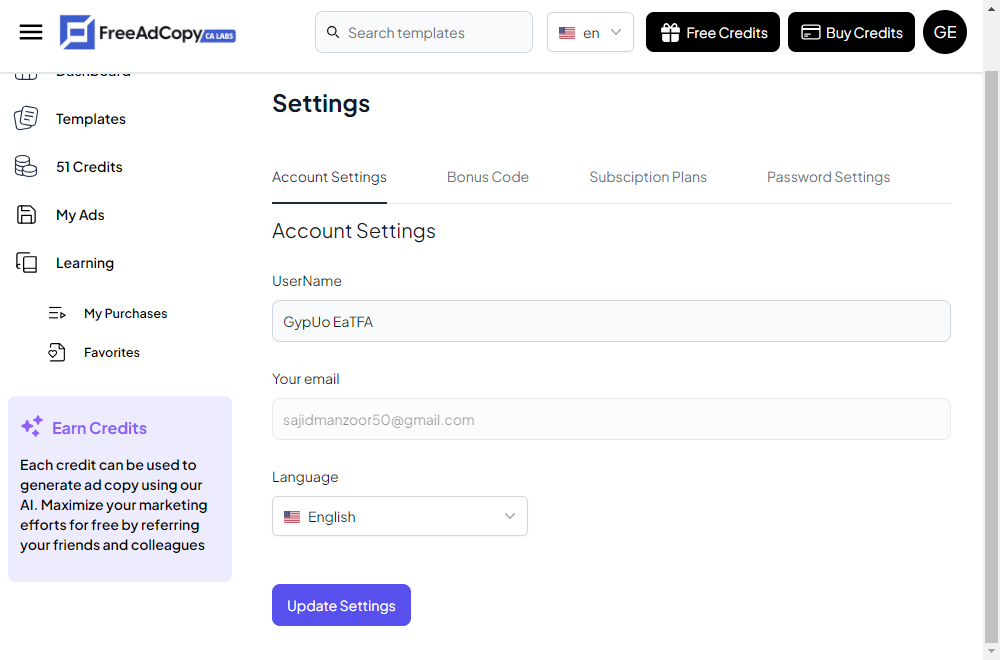 FreeAdCopy CA LABS
Search templates
en
Free Credits
Buy Credits
GE
Dashboard
Templates
51 Credits
My Ads
Learning
My Purchases
Favorites
Earn Credits
Each credit can be used to
generate ad copy using our
AI. Maximize your marketing
efforts for free by referring
your friends and colleagues
Settings
Account Settings
Bonus Code
Subsciption Plans
Password Settings
Account Settings
UserName
GypUo EaTFA
Your email
sajidmanzoor50@gmail.com
Language
English
Update Settings